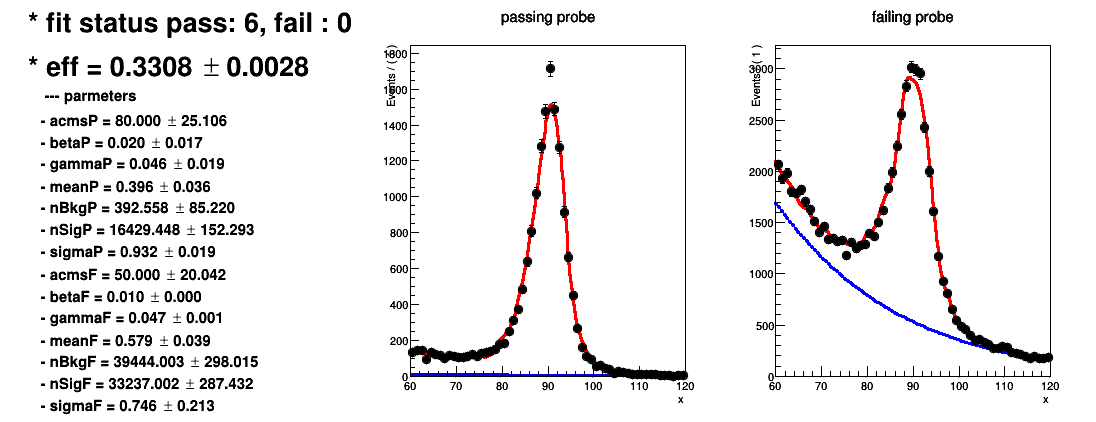 * fit status pass: 6, fail : 0
* eff = 0.3308 ± 0.0028
--- parmeters
- acmsP = 80.000 ± 25.106
- betaP = 0.020 ± 0.017
- gammaP = 0.046 ± 0.019
- meanP = 0.396 ± 0.036
- nBkgP = 392.558 ± 85.220
- nSigP = 16429.448 ± 152.293
- sigmaP = 0.932 ± 0.019
- acmsF = 50.000 ± 20.042
- betaF = 0.010 ± 0.000
- gammaF = 0.047 ± 0.001
- meanF = 0.579 ± 0.039
- nBkgF = 39444.003 ± 298.015
- nSigF = 33237.002 ± 287.432
- sigmaF = 0.746 ± 0.213
passing probe
Events / ( 1 )
1800
1600
1400
1200
1000
800
600
400
200
0
60 70 80 90 100 110 120
x
failing probe
Events / ( 1 )
3000
2500
2000
1500
1000
500
0
60 70 80 90 100 110 120
x